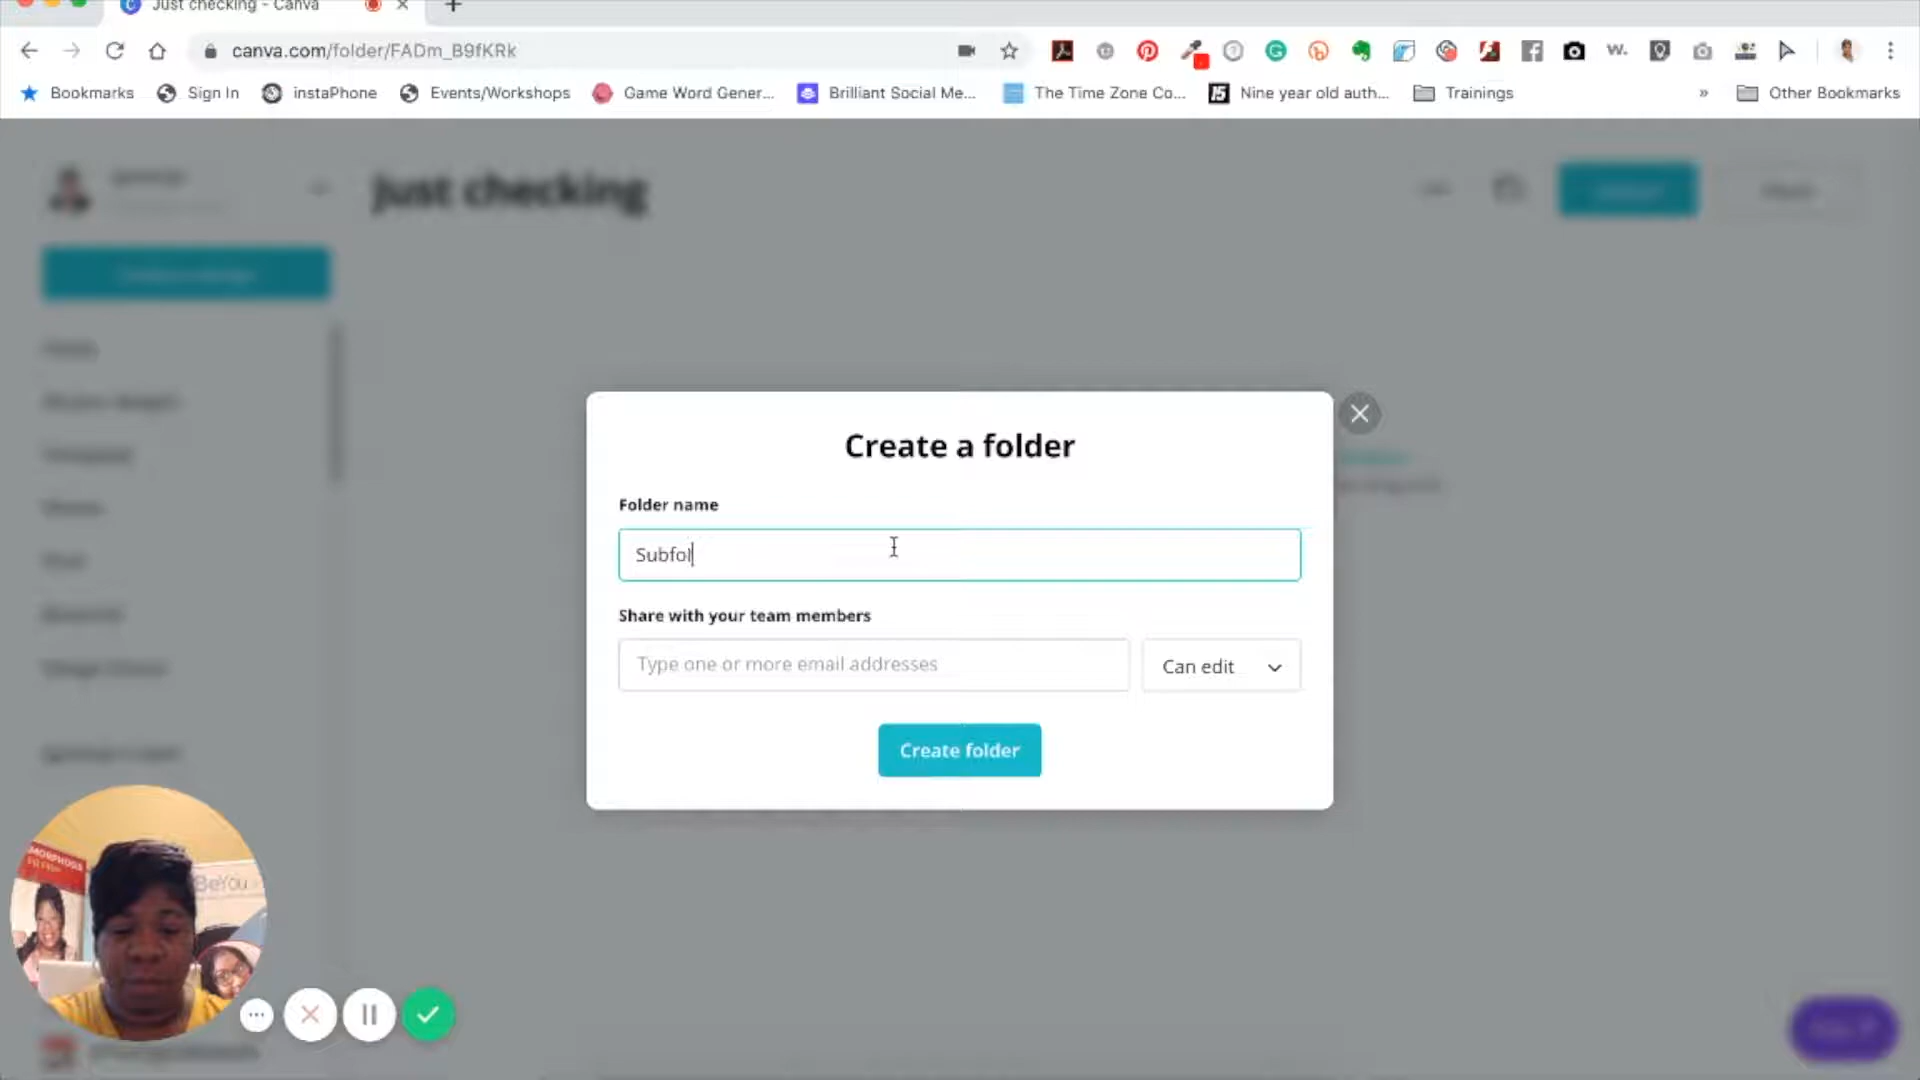 Just checking - Canva
canva.com/folder/FADm_B9fKRk
Bookmarks Sign In instaPhone Events/Workshops Game Word Gener... Brilliant Social Me... The Time Zone Co... 15 Nine year old auth... Trainings » Other Bookmarks
Just checking
Create a folder
Folder name
Subfol
Share with your team members
Type one or more email addresses
Can edit
Create folder
BeYou